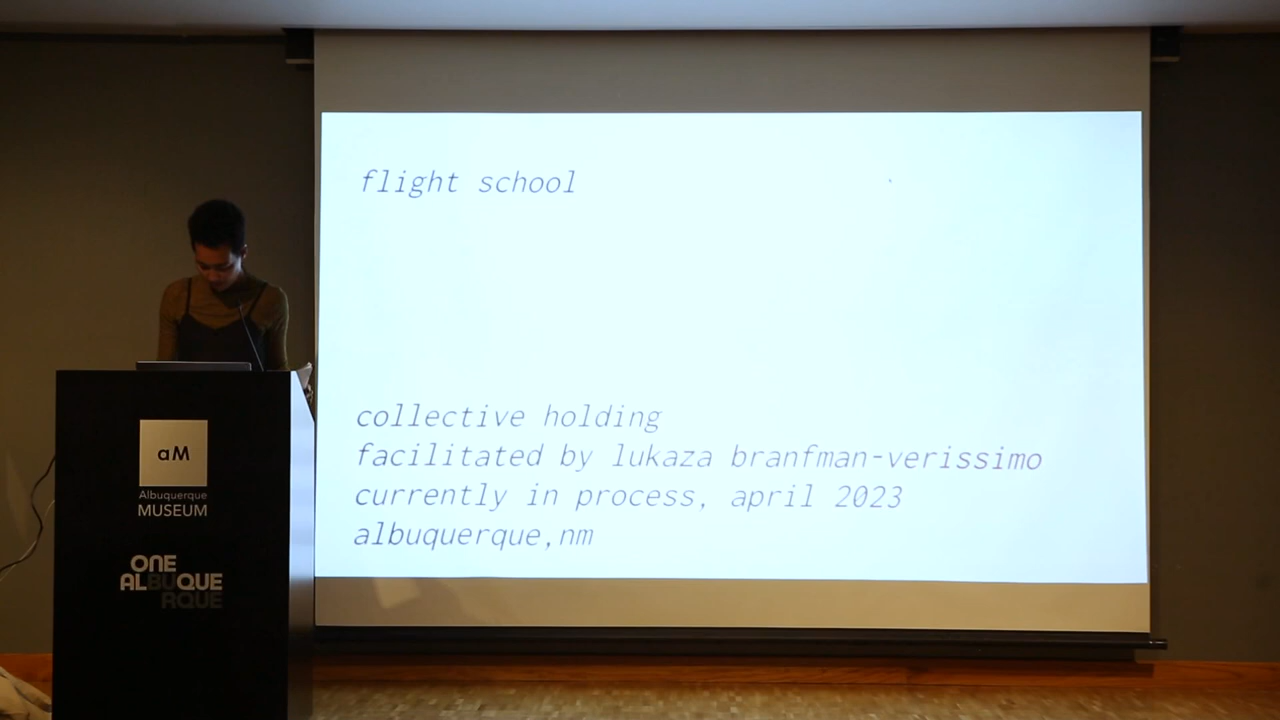 flight school
collective holding
facilitated by lukaza branfman-verissimo
currently in process, april 2023
albuquerque,nm
aM
Albuquerque
MUSEUM
ONE
ALBUQUE
RQUE